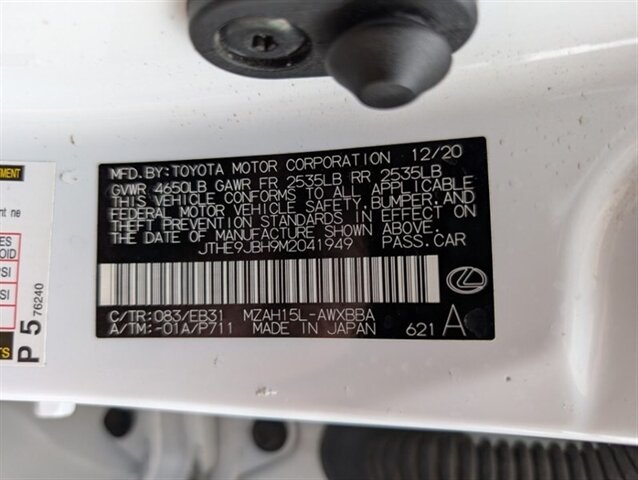 MFD.BY:TOYOTA MOTOR CORPORATION 12/20
GVWR 4650LB GAWR FR 2535LB RR 2535LB
THIS VEHICLE CONFORMS TO ALL APPLICABLE
FEDERAL MOTOR VEHICLE SAFETY,BUMPER,AND
THEFT PREVENTION STANDARDS IN EFFECT ON
THE DATE OF MANUFACTURE SHOWN ABOVE.
JTHE9JBH9M2041949 PASS.CAR
C/TR:083/EB31 MZAH15L-AWXBBA
A/TM:-01A/P711 MADE IN JAPAN 621 A
P 5 76240